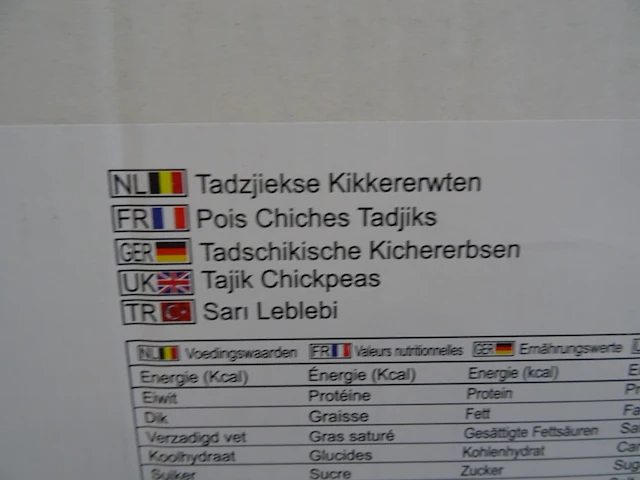 NL Tadzjiekse Kikkererwten
FR Pois Chiches Tadjiks
GER Tadschikische Kichererbsen
UK Tajik Chickpeas
TR Sarı Leblebi
NL Voedingswaarden FR Valeurs nutritionnelles GER Ernährungswerte
Energie (Kcal) Énergie (Kcal) Energie (kcal)
Eiwit Protéine Protein
Dik Graisse Fett
Verzadigd vet Gras saturé Gesättigte Fettsäuren
Koolhydraat Glucides Kohlenhydrat
Suiker Sucre Zucker